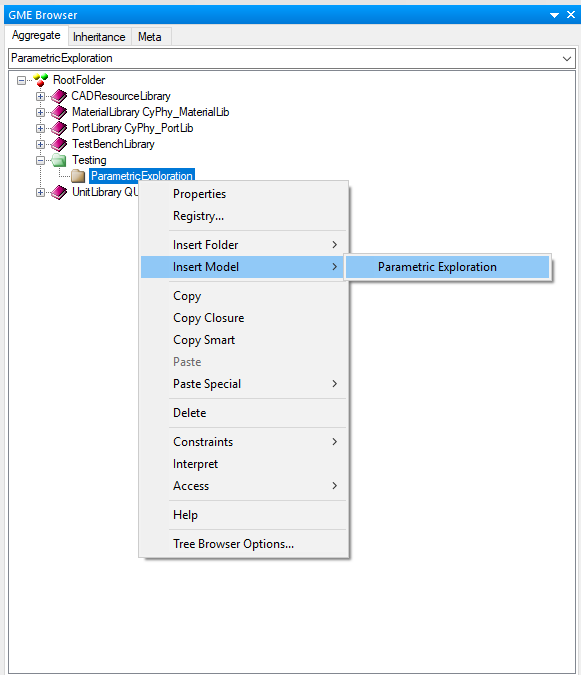 GME Browser
Aggregate Inheritance Meta
ParametricExploration
RootFolder
CADResourceLibrary
MaterialLibrary CyPhy_MaterialLib
PortLibrary CyPhy_PortLib
TestBenchLibrary
Testing
ParametricExploration
UnitLibrary QU
Properties
Registry...
Insert Folder
Insert Model
Parametric Exploration
Copy
Copy Closure
Copy Smart
Paste
Paste Special
Delete
Constraints
Interpret
Access
Help
Tree Browser Options...